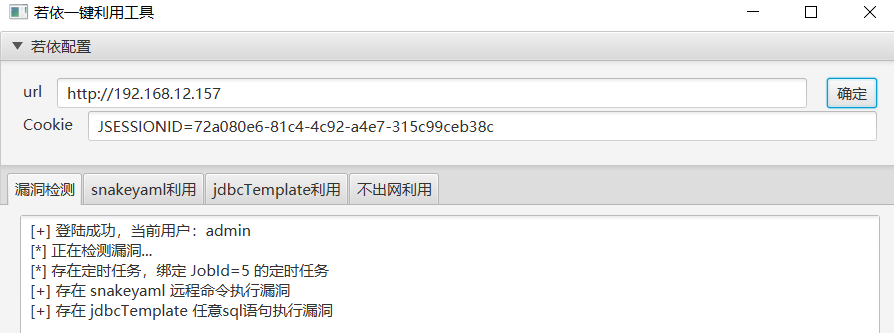 若依一键利用工具
若依配置
url http://192.168.12.157 确定
Cookie JSESSIONID=72a080e6-81c4-4c92-a4e7-315c99ceb38c
漏洞检测 snakeyaml利用 jdbcTemplate利用 不出网利用
[+] 登陆成功，当前用户：admin
[*] 正在检测漏洞...
[*] 存在定时任务，绑定 JobId=5 的定时任务
[+] 存在 snakeyaml 远程命令执行漏洞
[+] 存在 jdbcTemplate 任意sql语句执行漏洞